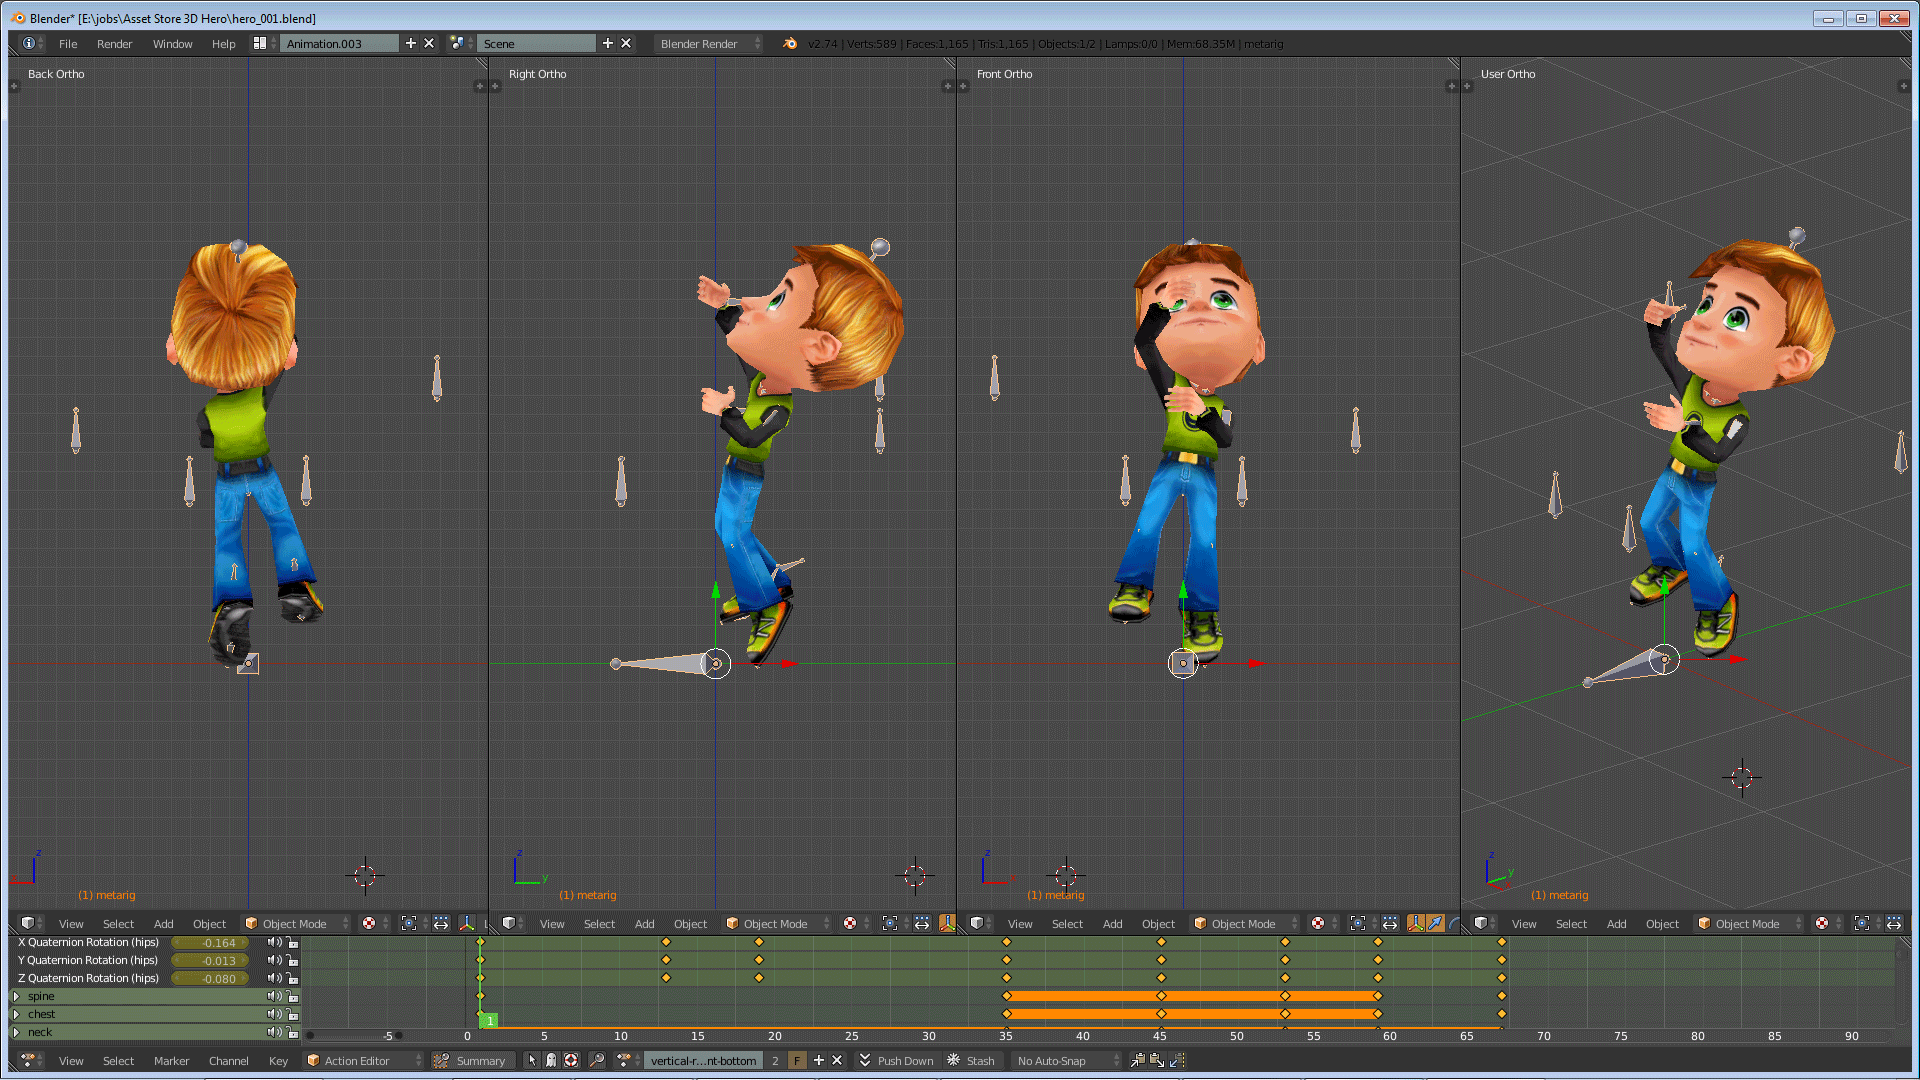 Blender* [E:\jobs\Asset Store 3D Hero\hero_001.blend]
File Render Window Help Animation.003 Scene Blender Render v2.74 | Verts:589 | Faces:1,165 | Tris:1,165 | Objects:1/2 | Lamps:0/0 | Mem:68.35M | metarig
Back Ortho Right Ortho Front Ortho User Ortho
z z y z z y
(1) metarig (1) metarig (1) metarig (1) metarig
View Select Add Object Object Mode View Select Add Object Object Mode View Select Add Object Object Mode View Select Add Object Object Mode
X Quaternion Rotation (hips) -0.164
Y Quaternion Rotation (hips) -0.013
Z Quaternion Rotation (hips) -0.080
spine
chest
1
neck
-5 0 5 10 15 20 25 30 35 40 45 50 55 60 65 70 75 80 85 90
View Select Marker Channel Key Action Editor Summary vertical-r...nt-bottom 2 F Push Down Stash No Auto-Snap